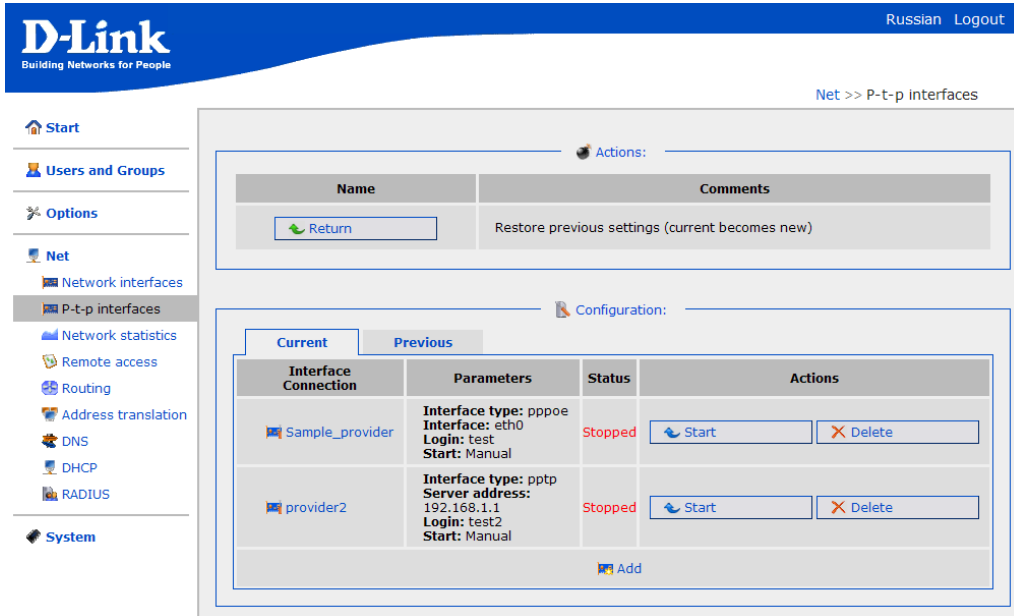 Russian Logout
D-Link
Building Networks for People
Net >> P-t-p interfaces
Start
Users and Groups
Options
Net
Network interfaces
P-t-p interfaces
Network statistics
Remote access
Routing
Address translation
DNS
DHCP
RADIUS
System
Actions:
Name Comments
Return Restore previous settings (current becomes new)
Configuration:
Current Previous
Interface
Connection
Parameters Status Actions
Sample_provider
Interface type: pppoe
Interface: eth0
Login: test
Start: Manual
Stopped Start Delete
provider2
Interface type: pptp
Server address:
192.168.1.1
Login: test2
Start: Manual
Stopped Start Delete
Add